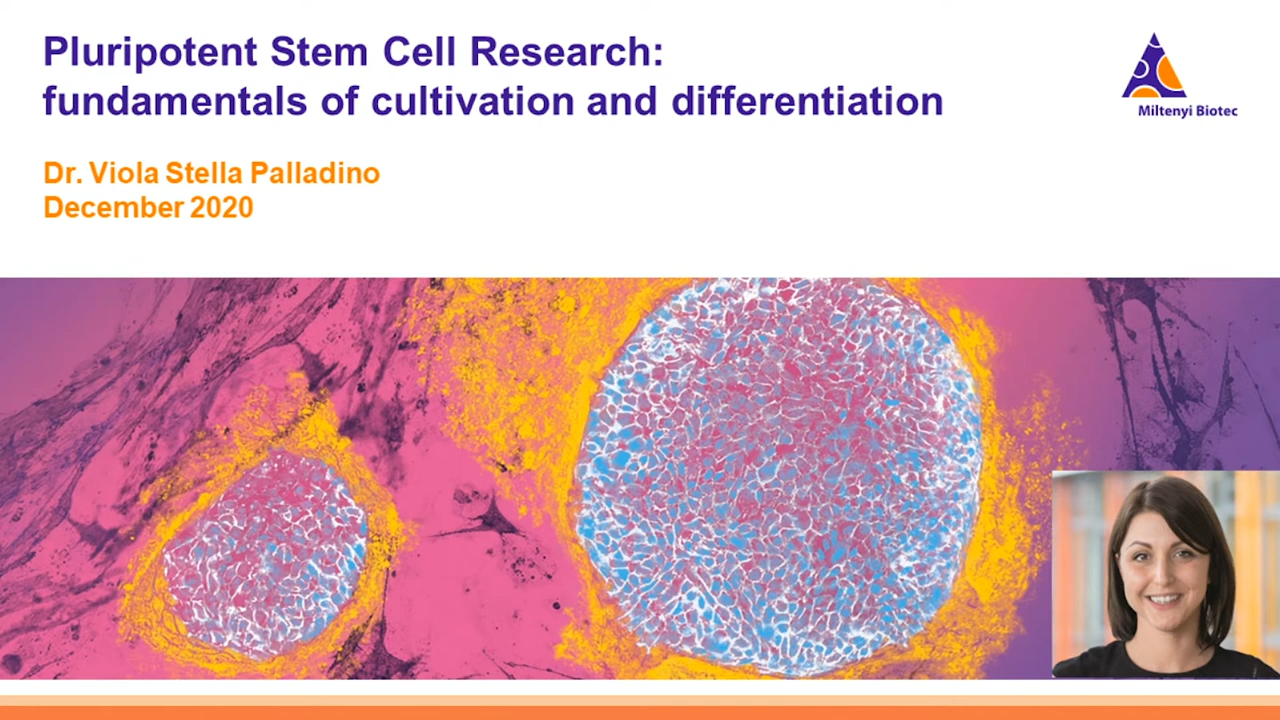 Pluripotent Stem Cell Research:
fundamentals of cultivation and differentiation
Miltenyi Biotec
Dr. Viola Stella Palladino
December 2020